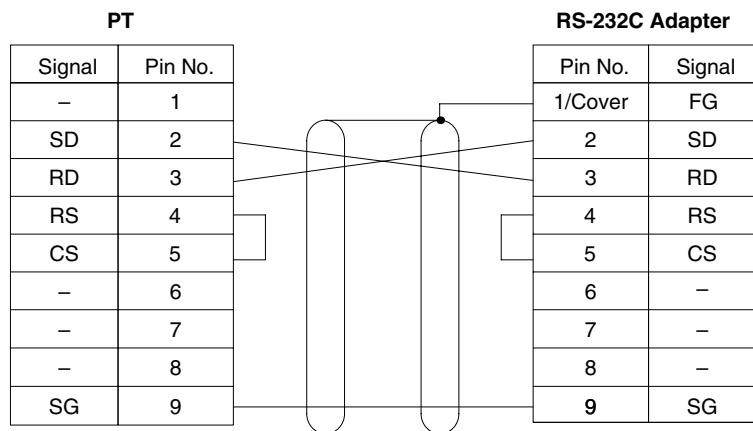 PT RS-232C Adapter
Signal Pin No. Pin No. Signal
– 1 1/Cover FG
SD 2 2 SD
RD 3 3 RD
RS 4 4 RS
CS 5 5 CS
– 6 6 –
– 7 7 –
– 8 8 –
SG 9 9 SG